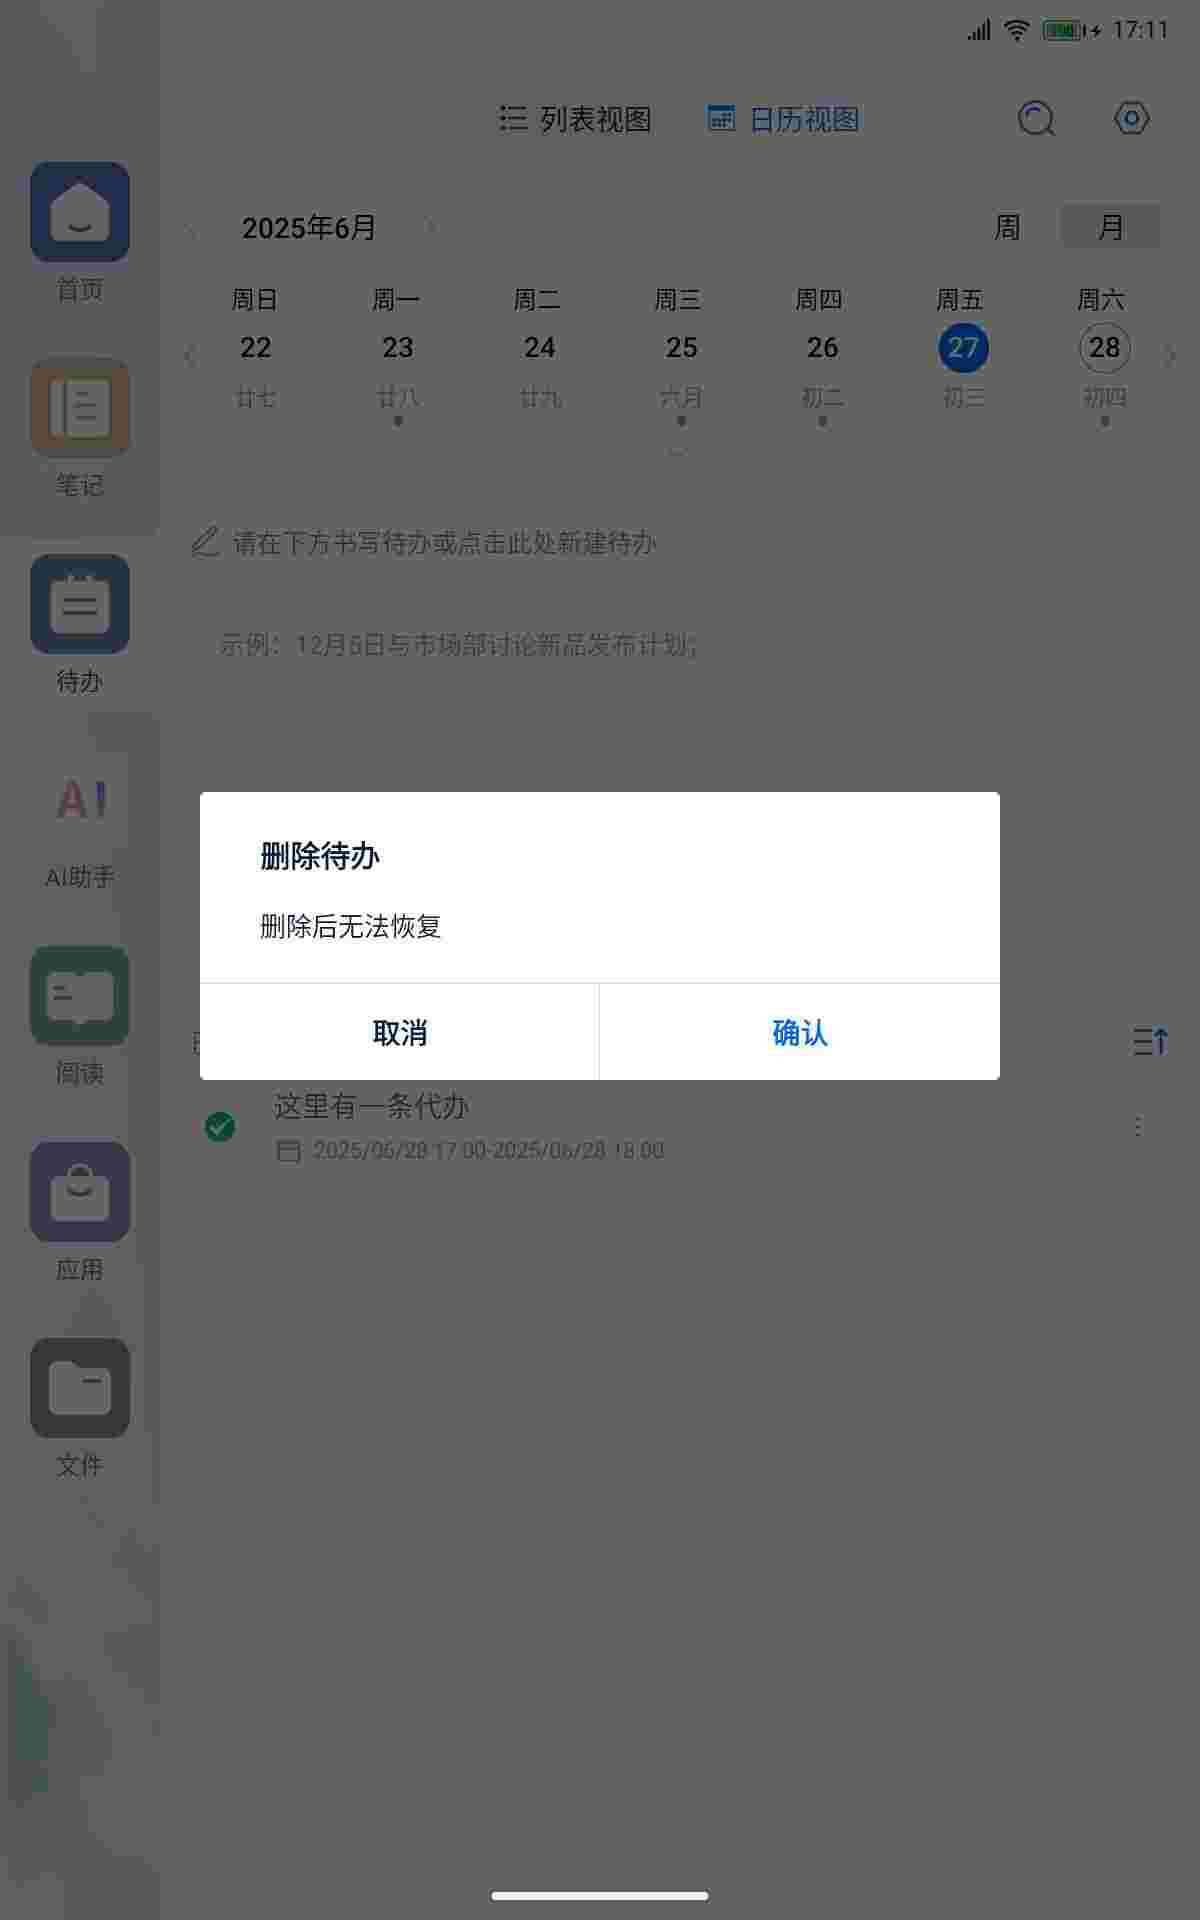 17:11
列表视图 日历视图
2025年6月 周 月
周日 周一 周二 周三 周四 周五 周六
22 23 24 25 26 27 28
廿七 廿八 廿九 六月 初二 初三 初四
请在下方书写待办或点击此处新建待办
示例：12月6日与市场部讨论新品发布计划；
首页
笔记
待办
AI
AI助手
阅读
应用
文件
删除待办
删除后无法恢复
取消 确认
这里有一条代办
2025/06/28 17:00-2025/06/28 18:00